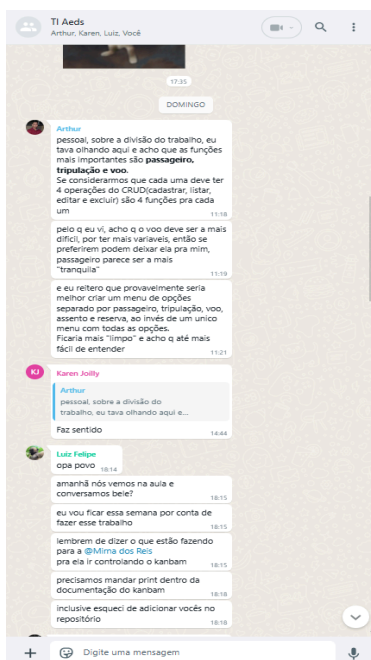 TI Aeds
Arthur, Karen, Luiz, Você
17:35
DOMINGO
Arthur
pessoal, sobre a divisão do trabalho, eu
tava olhando aqui e acho que as funções
mais importantes são passageiro,
tripulação e voo.
Se considerarmos que cada uma deve ter
4 operações do CRUD(cadastrar, listar,
editar e excluir) são 4 funções pra cada
um
11:18
pelo q eu vi, acho q o voo deve ser a mais
dificil, por ter mais variaveis, então se
preferirem podem deixar ela pra mim,
passageiro parece ser a mais
"tranquila"
11:19
e eu reitero que provavelmente seria
melhor criar um menu de opções
separado por passageiro, tripulação, voo,
assento e reserva, ao invés de um unico
menu com todas as opções.
Ficaria mais "limpo" e acho q até mais
fácil de entender
11:21
KJ
Karen Joilly
Arthur
pessoal, sobre a divisão do
trabalho, eu tava olhando aqui e...
Faz sentido
14:44
Luiz Felipe
opa povo
18:14
amanhã nós vemos na aula e
conversamos bele?
18:15
eu vou ficar essa semana por conta de
fazer esse trabalho
18:15
lembrem de dizer o que estão fazendo
para a @Mirna dos Reis
pra ela ir controlando o kanbam
18:15
precisamos mandar print dentro da
documentação do kanbam
18:18
inclusive esqueci de adicionar vocês no
repositório
18:18
Digite uma mensagem